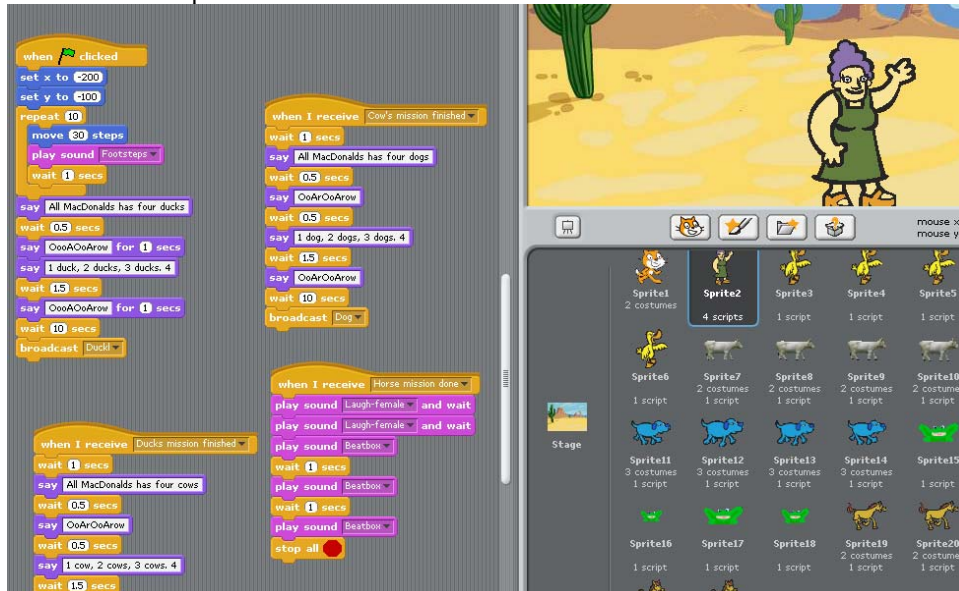 when clicked
set x to -200
set y to -100
repeat 10
move 30 steps
play sound Footsteps
wait 1 secs
say All MacDonalds has four ducks
wait 0.5 secs
say OooAOoArow for 1 secs
say 1 duck, 2 ducks, 3 ducks. 4
wait 1.5 secs
say OooAOoArow for 1 secs
wait 10 secs
broadcast Duckl
when I receive Ducks mission finished
wait 1 secs
say All MacDonalds has four cows
wait 0.5 secs
say OoArOoArow
wait 0.5 secs
say 1 cow, 2 cows, 3 cows. 4
wait 1.5 secs
when I receive Cow's mission finished
wait 1 secs
say All MacDonalds has four dogs
wait 0.5 secs
say OoArOoArow
wait 0.5 secs
say 1 dog, 2 dogs, 3 dogs. 4
wait 1.5 secs
say OoArOoArow
wait 10 secs
broadcast Dog
when I receive Horse mission done
play sound Laugh-female and wait
play sound Laugh-female and wait
play sound Beatbox
wait 1 secs
play sound Beatbox
wait 1 secs
play sound Beatbox
stop all
mouse x
mouse y
Sprite1 Sprite2 Sprite3 Sprite4 Sprite5
2 costumes
4 scripts 1 script 1 script 1 script
Sprite6 Sprite7 Sprite8 Sprite9 Sprite10
2 costumes 2 costumes 2 costumes 2 costumes
1 script 1 script 1 script 1 script 1 script
Stage
Sprite11 Sprite12 Sprite13 Sprite14 Sprite15
3 costumes 3 costumes 3 costumes 3 costumes
1 script 1 script 1 script 1 script 1 script
Sprite16 Sprite17 Sprite18 Sprite19 Sprite20
2 costumes 2 costume
1 script 1 script 1 script 1 script 1 script